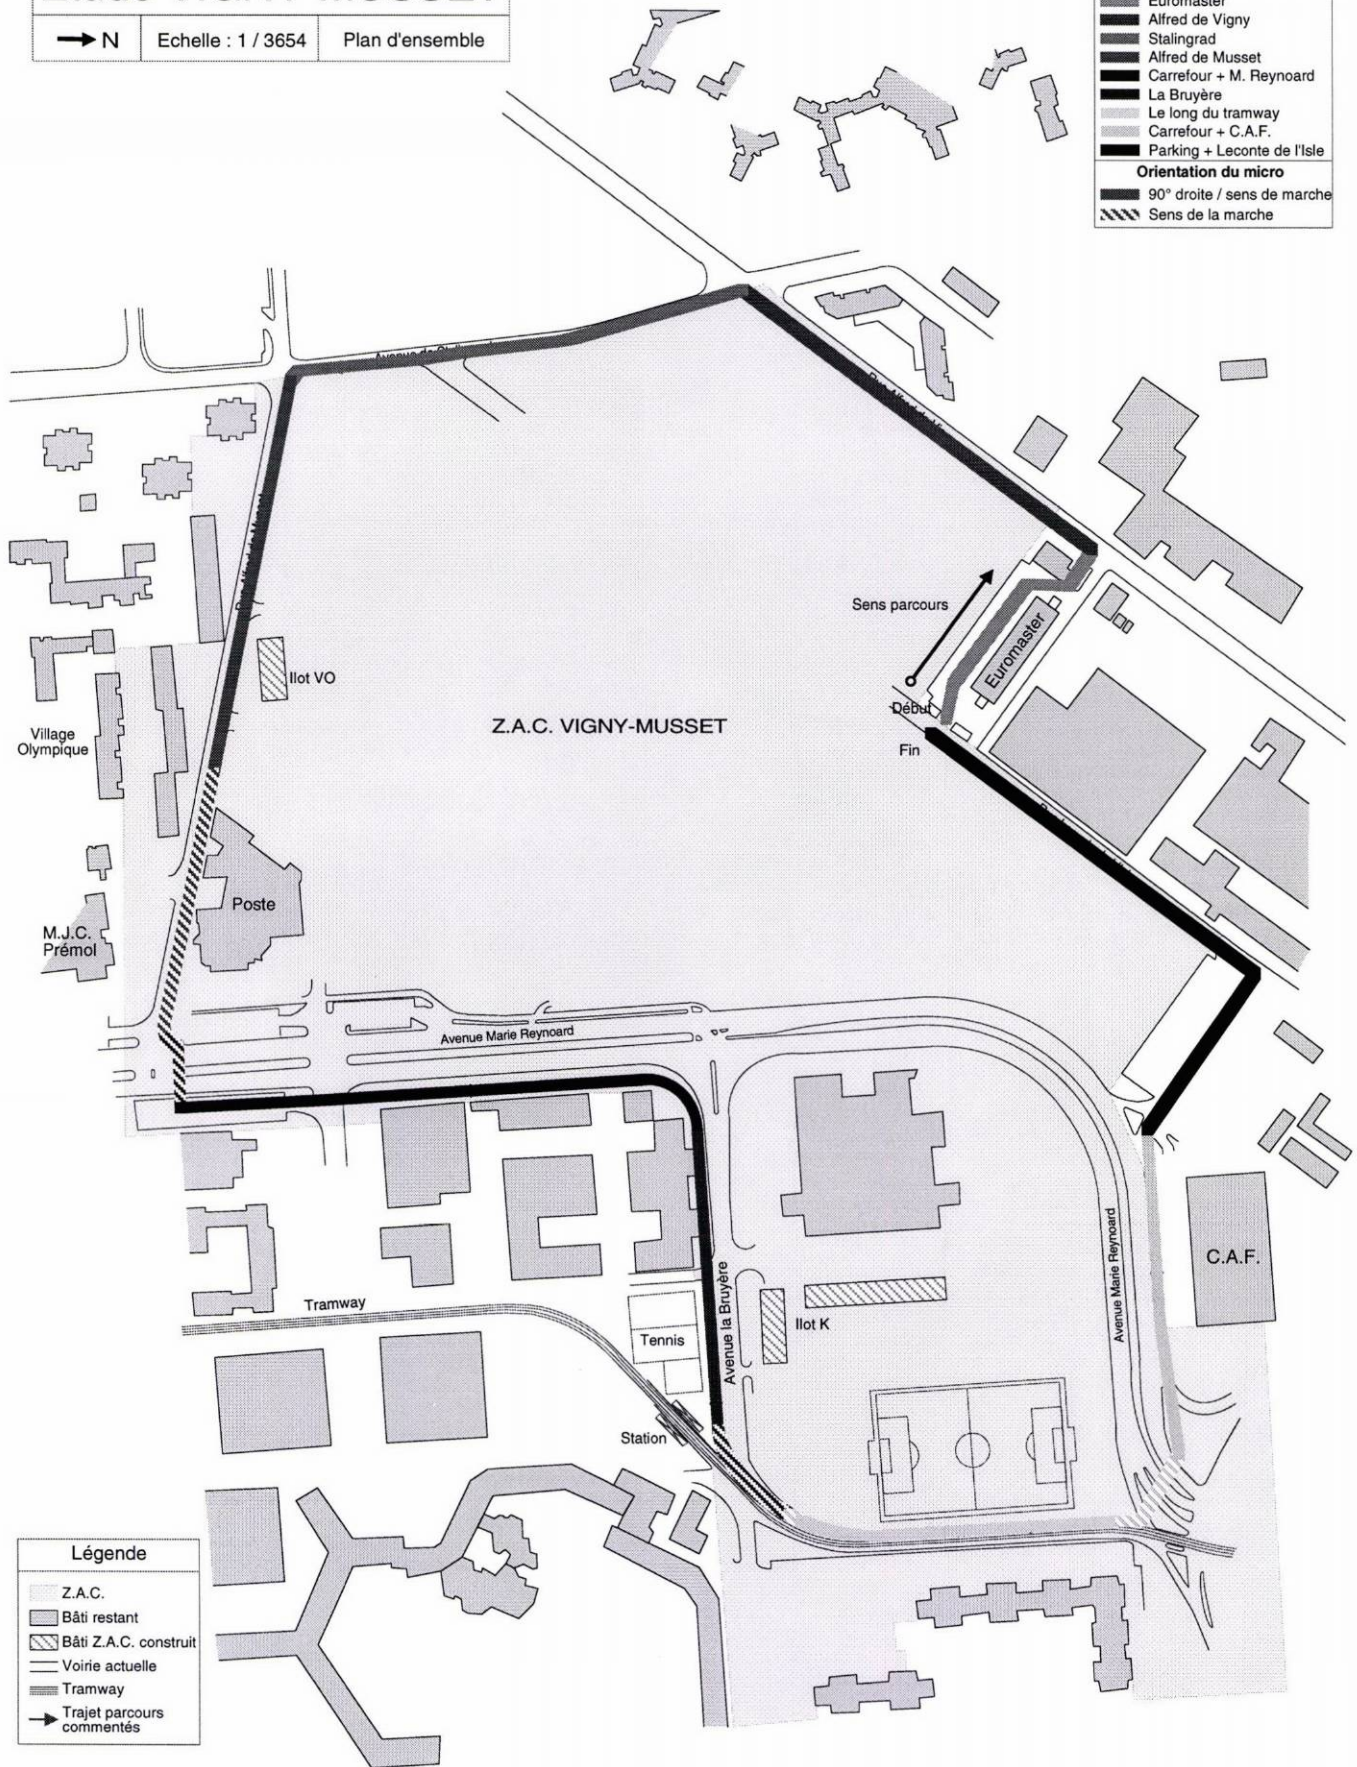 N
Echelle : 1 / 3654
Plan d'ensemble
Euromaster
Alfred de Vigny
Stalingrad
Alfred de Musset
Carrefour + M. Reynoard
La Bruyère
Le long du tramway
Carrefour + C.A.F.
Parking + Leconte de l'Isle
Orientation du micro
90° droite / sens de marche
Sens de la marche
Sens parcours
Euromaster
Début
Fin
Ilot VO
Z.A.C. VIGNY-MUSSET
Village
Olympique
Poste
M.J.C.
Prémol
Avenue Marie Reynoard
Avenue Marie Reynoard
C.A.F.
Tramway
Tennis
Avenue la Bruyère
Ilot K
Station
Légende
Z.A.C.
Bâti restant
Bâti Z.A.C. construit
Voirie actuelle
Tramway
Trajet parcours
commentés